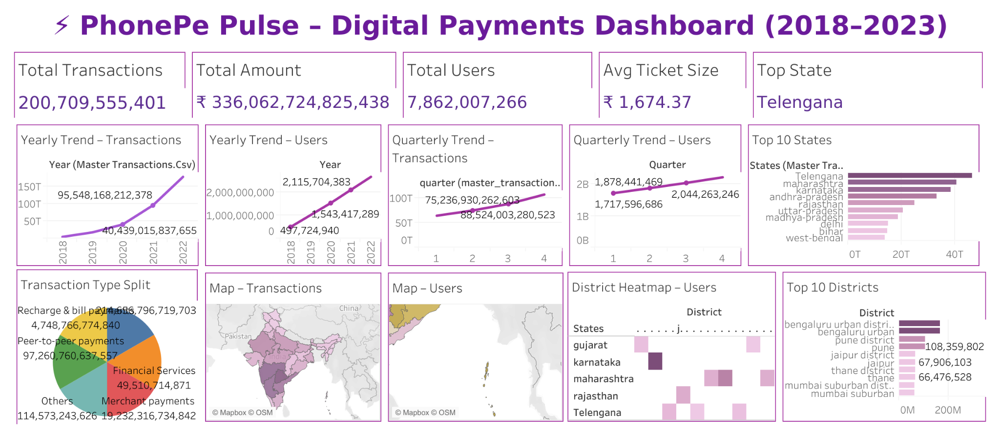 ⚡ PhonePe Pulse – Digital Payments Dashboard (2018–2023)
Total Transactions
200,709,555,401
Total Amount
₹ 336,062,724,825,438
Total Users
7,862,007,266
Avg Ticket Size
₹ 1,674.37
Top State
Telengana
Yearly Trend – Transactions
Year (Master Transactions.Csv)
150T
100T
50T
95,548,168,212,378
40,439,015,837,655
2018
2019
2020
2021
2022
Yearly Trend – Users
Year
2,000,000,000
1,000,000,000
0
2,115,704,383
1,543,417,289
497,724,940
2018
2019
2020
2021
2022
Quarterly Trend –
Transactions
quarter (master_transaction..
100T
50T
0T
75,236,930,262,603
88,524,003,280,523
1
2
3
4
Quarterly Trend – Users
Quarter
2B
1B
0B
1,878,441,469
2,044,263,246
1,717,596,686
1
2
3
4
Top 10 States
States (Master Tra..
Telengana
maharashtra
karnataka
andhra-pradesh
rajasthan
uttar-pradesh
madhya-pradesh
delhi
bihar
west-bengal
0T
20T
40T
Transaction Type Split
Recharge & bill payments
4,748,766,774,840
214,656,796,719,703
Peer-to-peer payments
97,260,760,637,557
Financial Services
49,510,714,871
Others
114,573,243,626
Merchant payments
19,232,316,734,842
Map – Transactions
China
Pakistan
India
© Mapbox © OSM
Map – Users
© Mapbox © OSM
District Heatmap – Users
District
States . . . . . . j. . . . . . . . . . . . . .
gujarat
karnataka
maharashtra
rajasthan
Telengana
Top 10 Districts
District
bengaluru urban distri..
bengaluru urban
pune district
pune
108,359,802
jaipur district
jaipur
67,906,103
thane district
thane
66,476,528
mumbai suburban dist..
mumbai suburban
0M
200M